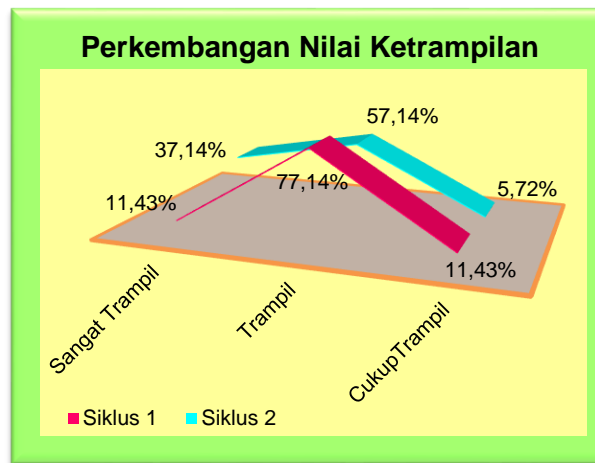 Perkembangan Nilai Ketrampilan
57,14%
37,14%
77,14%
11,43%
5,72%
11,43%
Sangat Trampil
Trampil
CukupTrampil
Siklus 1
Siklus 2